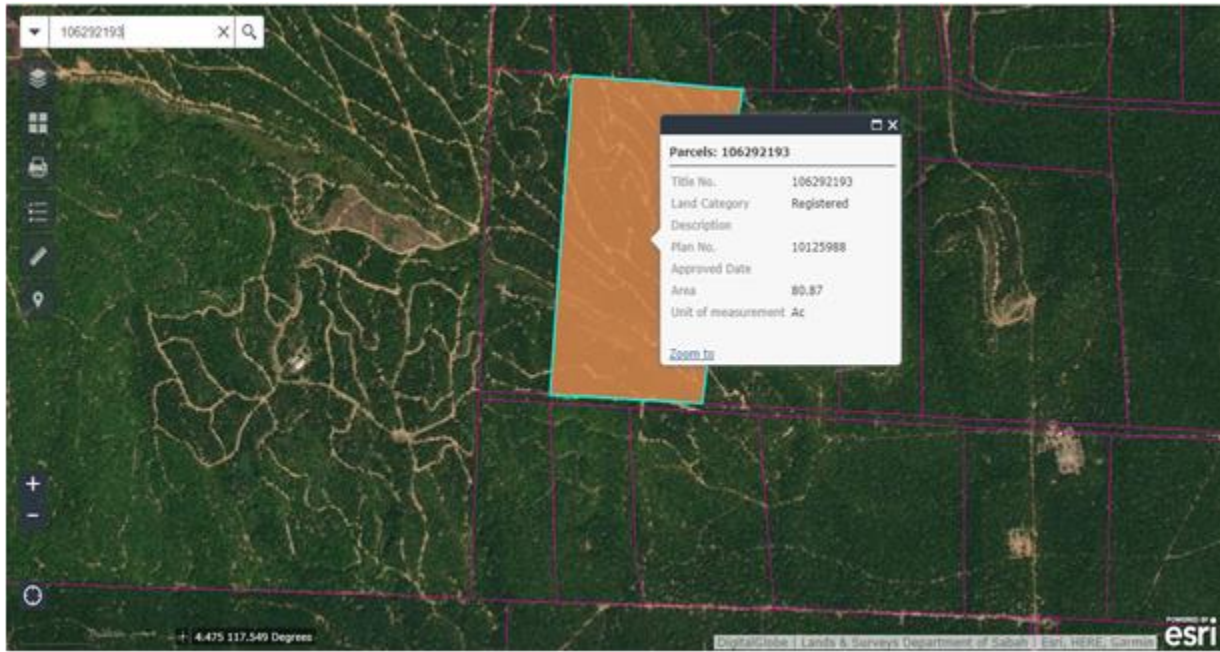 106292193
Parcels: 106292193
Title No. 106292193
Land Category Registered
Description
Plan No. 10125988
Approved Date
Area 80.87
Unit of measurement Ac
Zoom to
4.475 117.549 Degrees
DigitalGlobe | Lands & Surveys Department of Sabah | Esri, HERE, Garmin
POWERED BY
esri